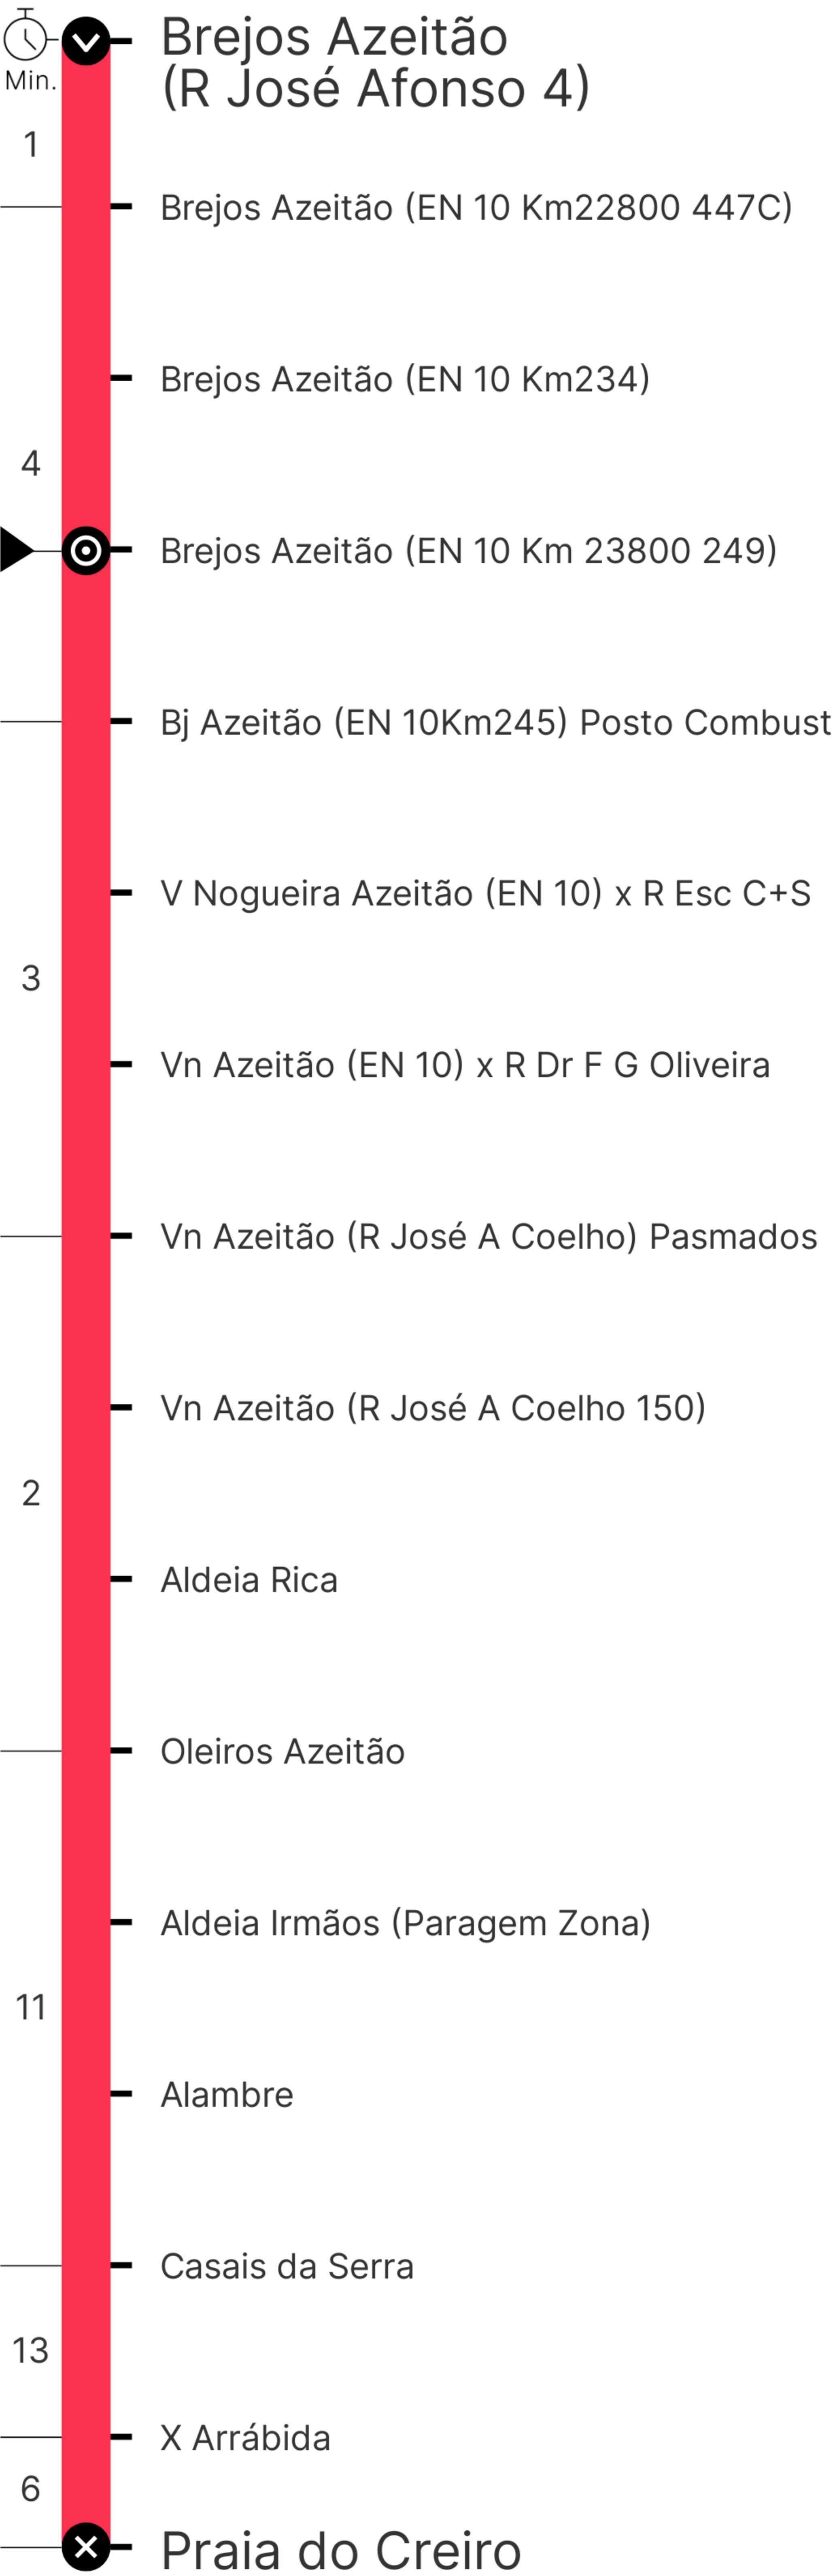 Brejos Azeitão
(R José Afonso 4)
Min.
1
Brejos Azeitão (EN 10 Km22800 447C)
Brejos Azeitão (EN 10 Km234)
4
Brejos Azeitão (EN 10 Km 23800 249)
Bj Azeitão (EN 10Km245) Posto Combust
V Nogueira Azeitão (EN 10) x R Esc C+S
3
Vn Azeitão (EN 10) x R Dr F G Oliveira
Vn Azeitão (R José A Coelho) Pasmados
Vn Azeitão (R José A Coelho 150)
2
Aldeia Rica
Oleiros Azeitão
Aldeia Irmãos (Paragem Zona)
11
Alambre
Casais da Serra
13
X Arrábida
6
Praia do Creiro